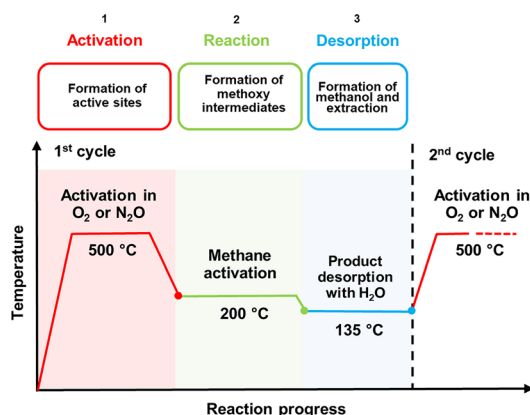 1
2
3
Activation
Reaction
Desorption
Formation of
active sites
Formation of
methoxy
intermediates
Formation of
methanol and
extraction
1st cycle
2nd cycle
Activation in
O2 or N2O
500 °C
Methane
activation
200 °C
Product
desorption
with H2O
135 °C
Activation in
O2 or N2O
500 °C
Temperature
Reaction progress